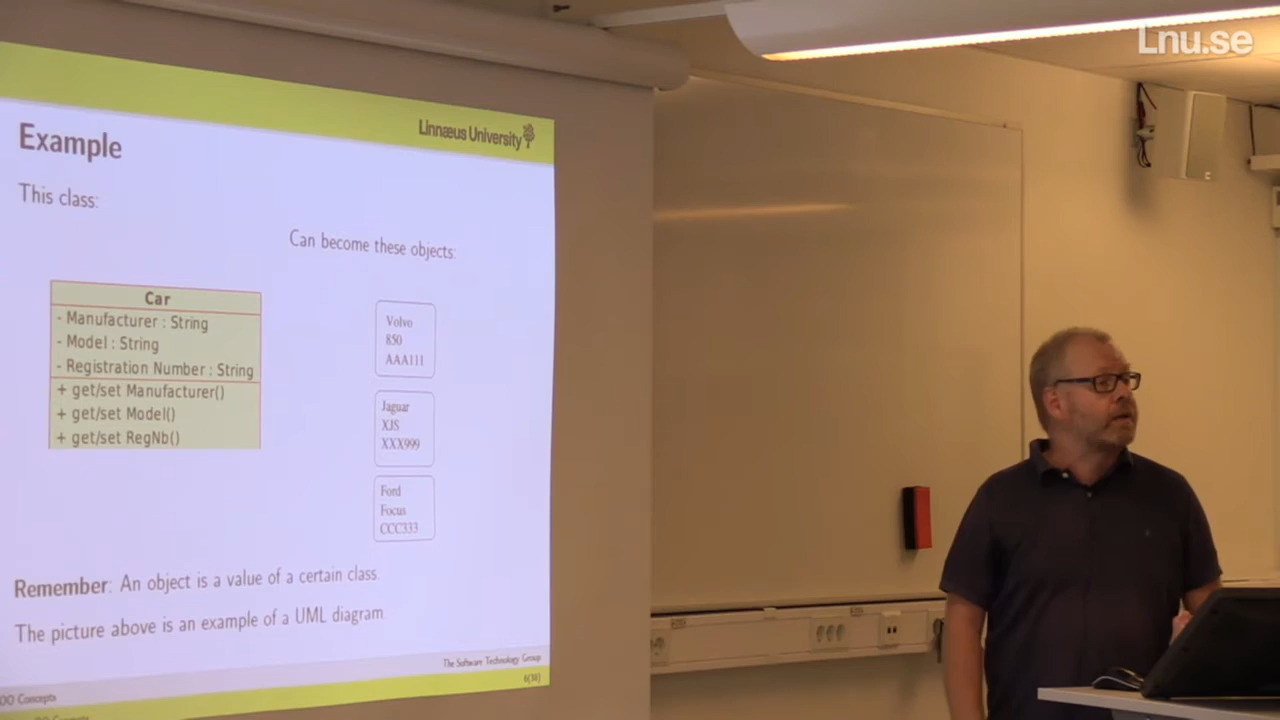 Lnu.se
Linnæus University
Example
This class:
Can become these objects:
Car
- Manufacturer : String
- Model : String
- Registration Number : String
+ get/set Manufacturer()
+ get/set Model()
+ get/set RegNb()
Volvo
850
AAA111
Jaguar
XJS
XXX999
Ford
Focus
CCC333
Remember: An object is a value of a certain class.
The picture above is an example of a UML diagram.
The Software Technology Group
OO Concepts
6(31)